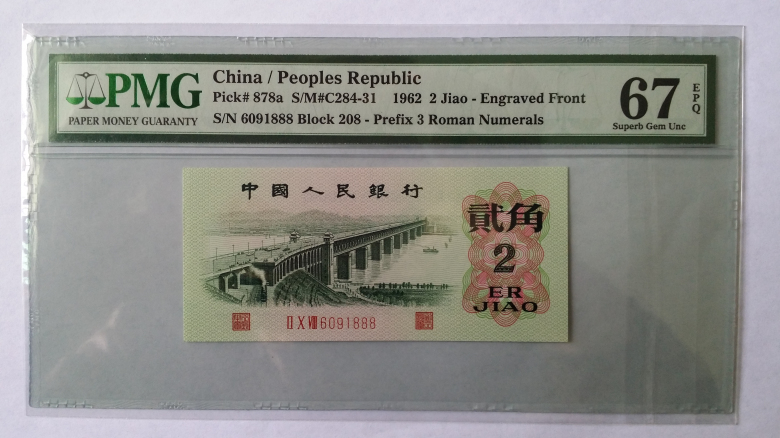 PMG
PAPER MONEY GUARANTY
China / Peoples Republic
Pick# 878a S/M#C284-31 1962 2 Jiao - Engraved Front
S/N 6091888 Block 208 - Prefix 3 Roman Numerals
67
EPQ
Superb Gem Unc
中國人民銀行
貳角
2
ER
JIAO
II X VIII 6091888